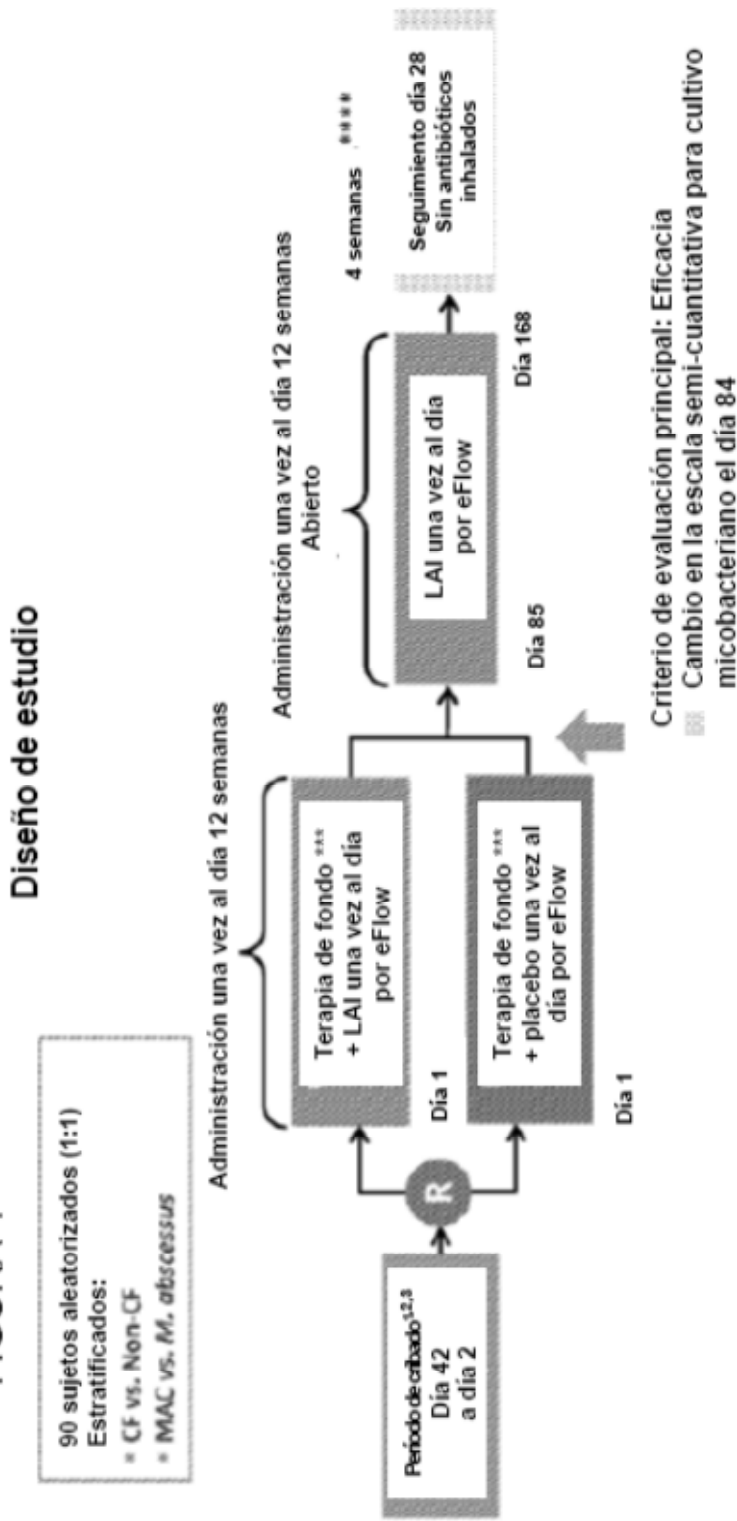 Diseño de estudio
90 sujetos aleatorizados (1:1)
Estratificados:
CF vs. Non-CF
MAC vs. M. abscessus
Período de cribado1,2,3
Día 42
a día 2
R
Administración una vez al día 12 semanas
Terapia de fondo ***
+ LAI una vez al día
por eFlow
Día 1
Terapia de fondo ***
+ placebo una vez al
día por eFlow
Día 1
Administración una vez al día 12 semanas
Abierto
LAI una vez al día
por eFlow
Día 85
Día 168
4 semanas ****
Seguimiento día 28
Sin antibióticos
inhalados
Criterio de evaluación principal: Eficacia
Cambio en la escala semi-cuantitativa para cultivo
micobacteriano el día 84